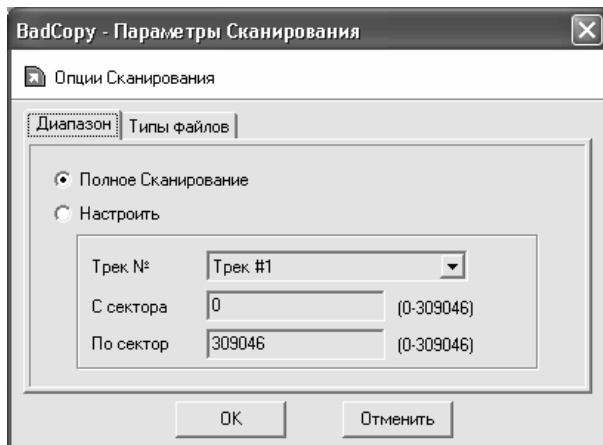 BadCopy - Параметры Сканирования
Опции Сканирования
Диапазон Типы файлов
Полное Сканирование
Настроить
Трек № Трек #1
С сектора 0 (0-309046)
По сектор 309046 (0-309046)
OK Отменить